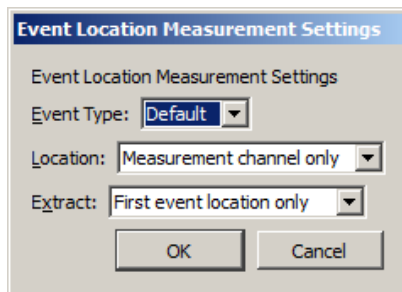 Event Location Measurement Settings
Event Location Measurement Settings
Event Type: Default
Location: Measurement channel only
Extract: First event location only
OK Cancel